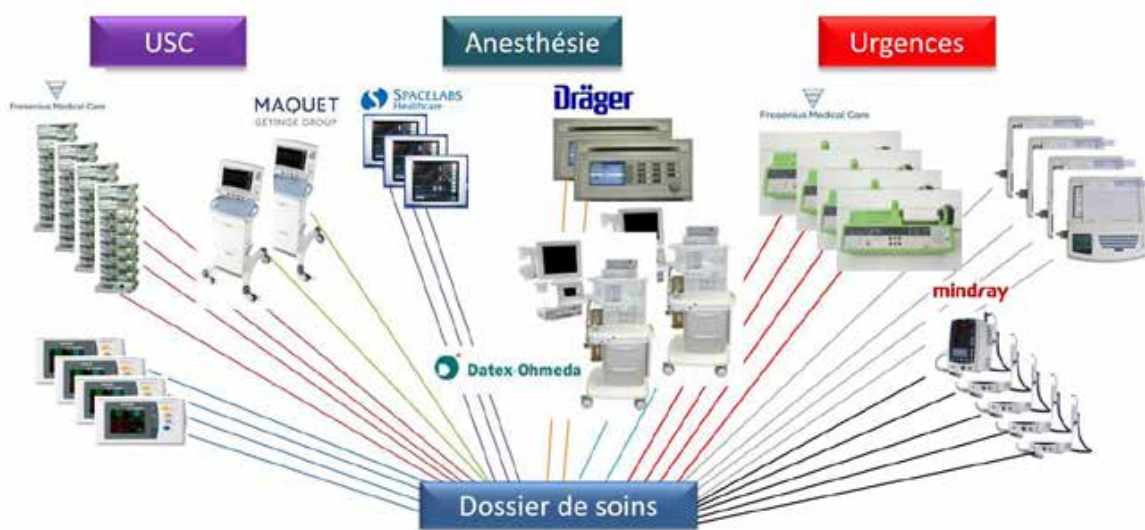 USC
Anesthésie
Urgences
Fresenius Medical Care
MAQUET
GETINGE GROUP
SPACELABS
Healthcare
Dräger
Fresenius Medical Care
mindray
Datex·Ohmeda
Dossier de soins